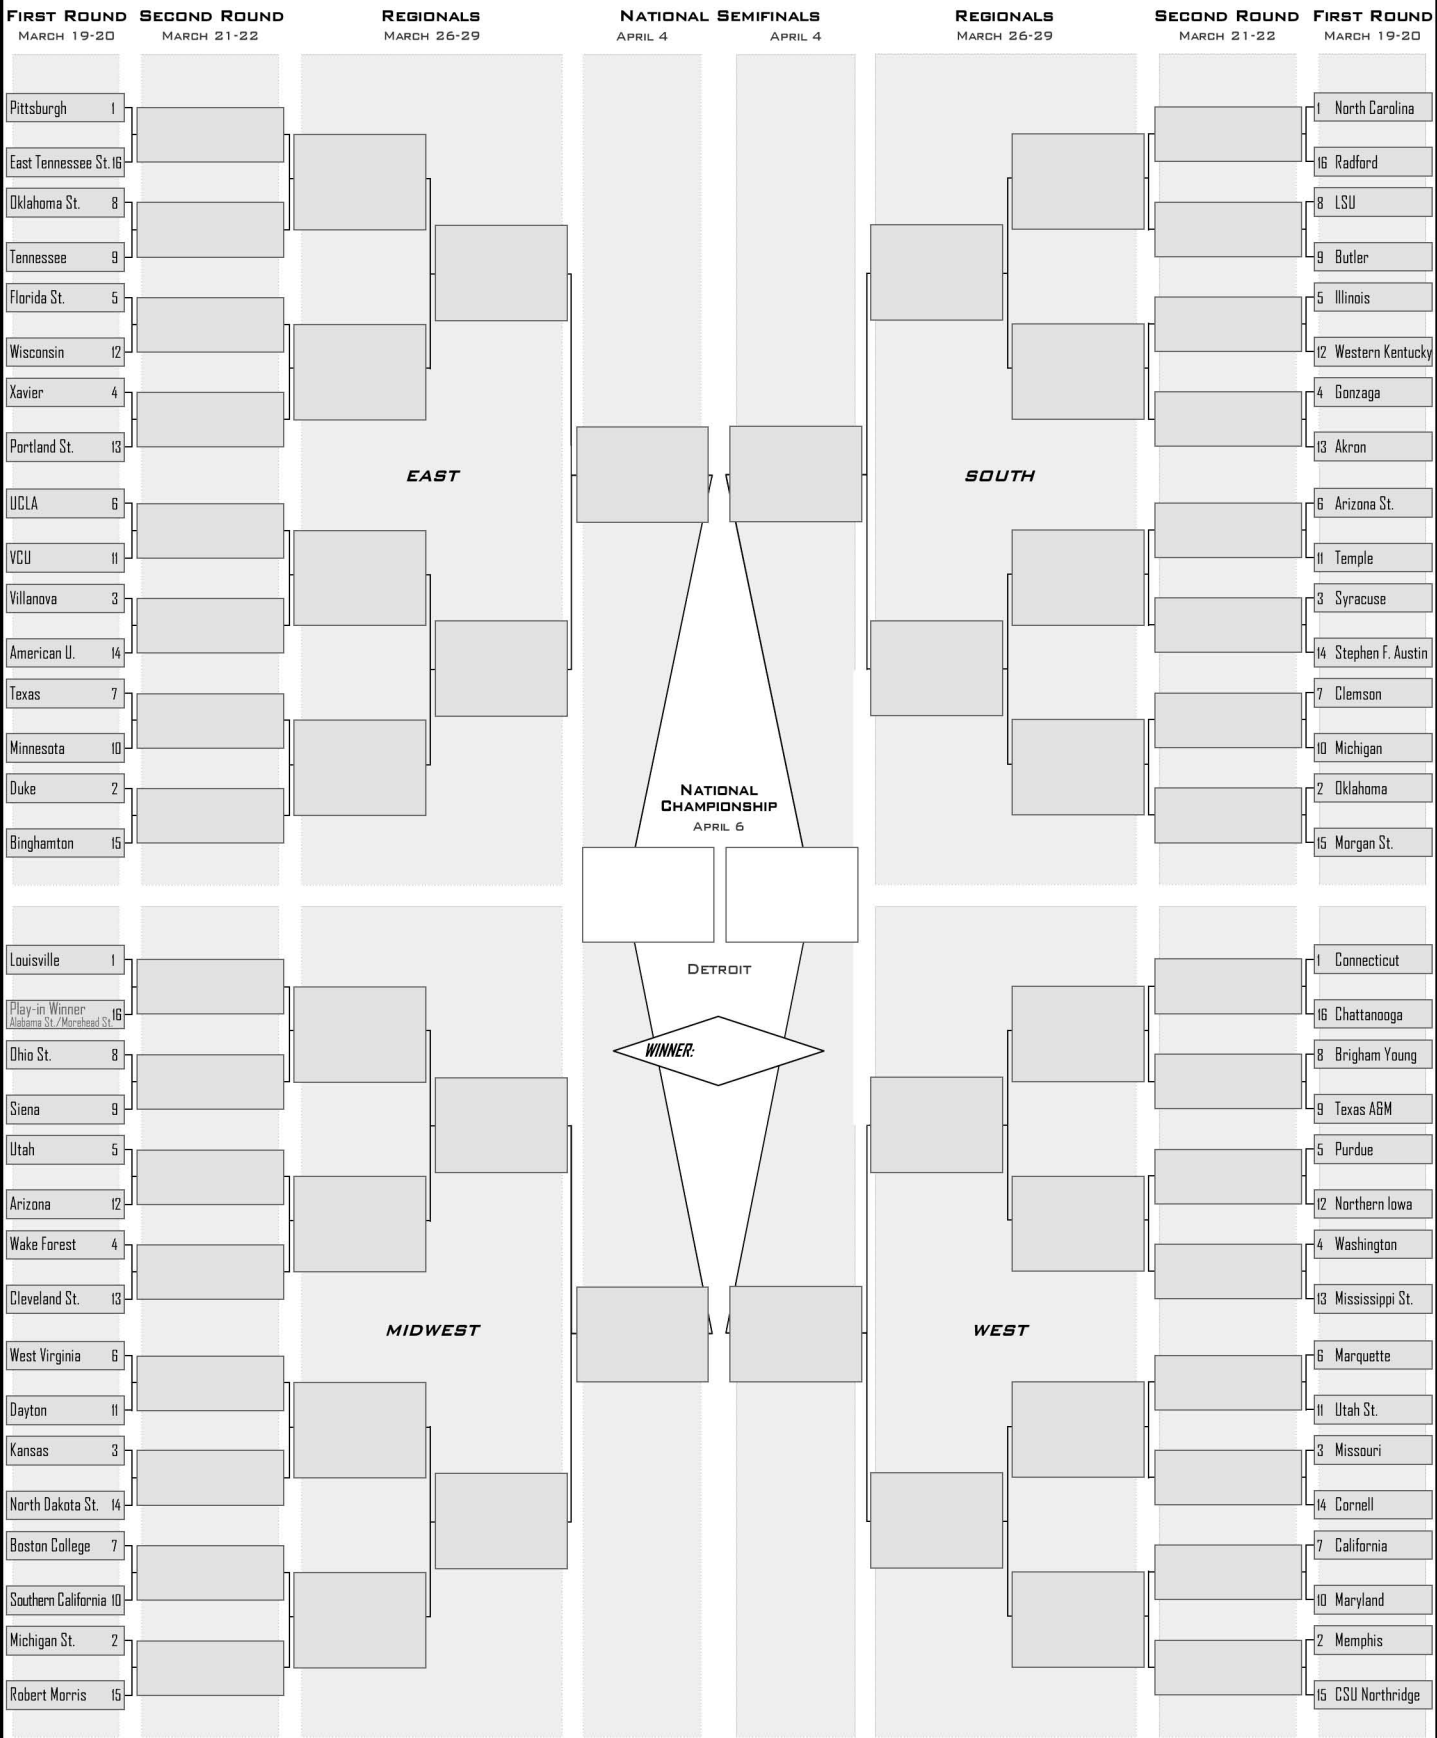 FIRST ROUND
MARCH 19-20
SECOND ROUND
MARCH 21-22
REGIONALS
MARCH 26-29
NATIONAL SEMIFINALS
APRIL 4
APRIL 4
REGIONALS
MARCH 26-29
SECOND ROUND
MARCH 21-22
FIRST ROUND
MARCH 19-20
Pittsburgh 1
East Tennessee St. 16
Oklahoma St. 8
Tennessee 9
Florida St. 5
Wisconsin 12
Xavier 4
Portland St. 13
EAST
UCLA 6
VCU 11
Villanova 3
American U. 14
Texas 7
Minnesota 10
Duke 2
Binghamton 15
1 North Carolina
16 Radford
8 LSU
9 Butler
5 Illinois
12 Western Kentucky
4 Gonzaga
13 Akron
SOUTH
6 Arizona St.
11 Temple
3 Syracuse
14 Stephen F. Austin
7 Clemson
10 Michigan
2 Oklahoma
15 Morgan St.
NATIONAL
CHAMPIONSHIP
APRIL 6
DETROIT
WINNER:
Louisville 1
Play-in Winner 16
Alabama St./Morehead St.
Ohio St. 8
Siena 9
Utah 5
Arizona 12
Wake Forest 4
Cleveland St. 13
MIDWEST
West Virginia 6
Dayton 11
Kansas 3
North Dakota St. 14
Boston College 7
Southern California 10
Michigan St. 2
Robert Morris 15
1 Connecticut
16 Chattanooga
8 Brigham Young
9 Texas A&M
5 Purdue
12 Northern Iowa
4 Washington
13 Mississippi St.
WEST
6 Marquette
11 Utah St.
3 Missouri
14 Cornell
7 California
10 Maryland
2 Memphis
15 CSU Northridge